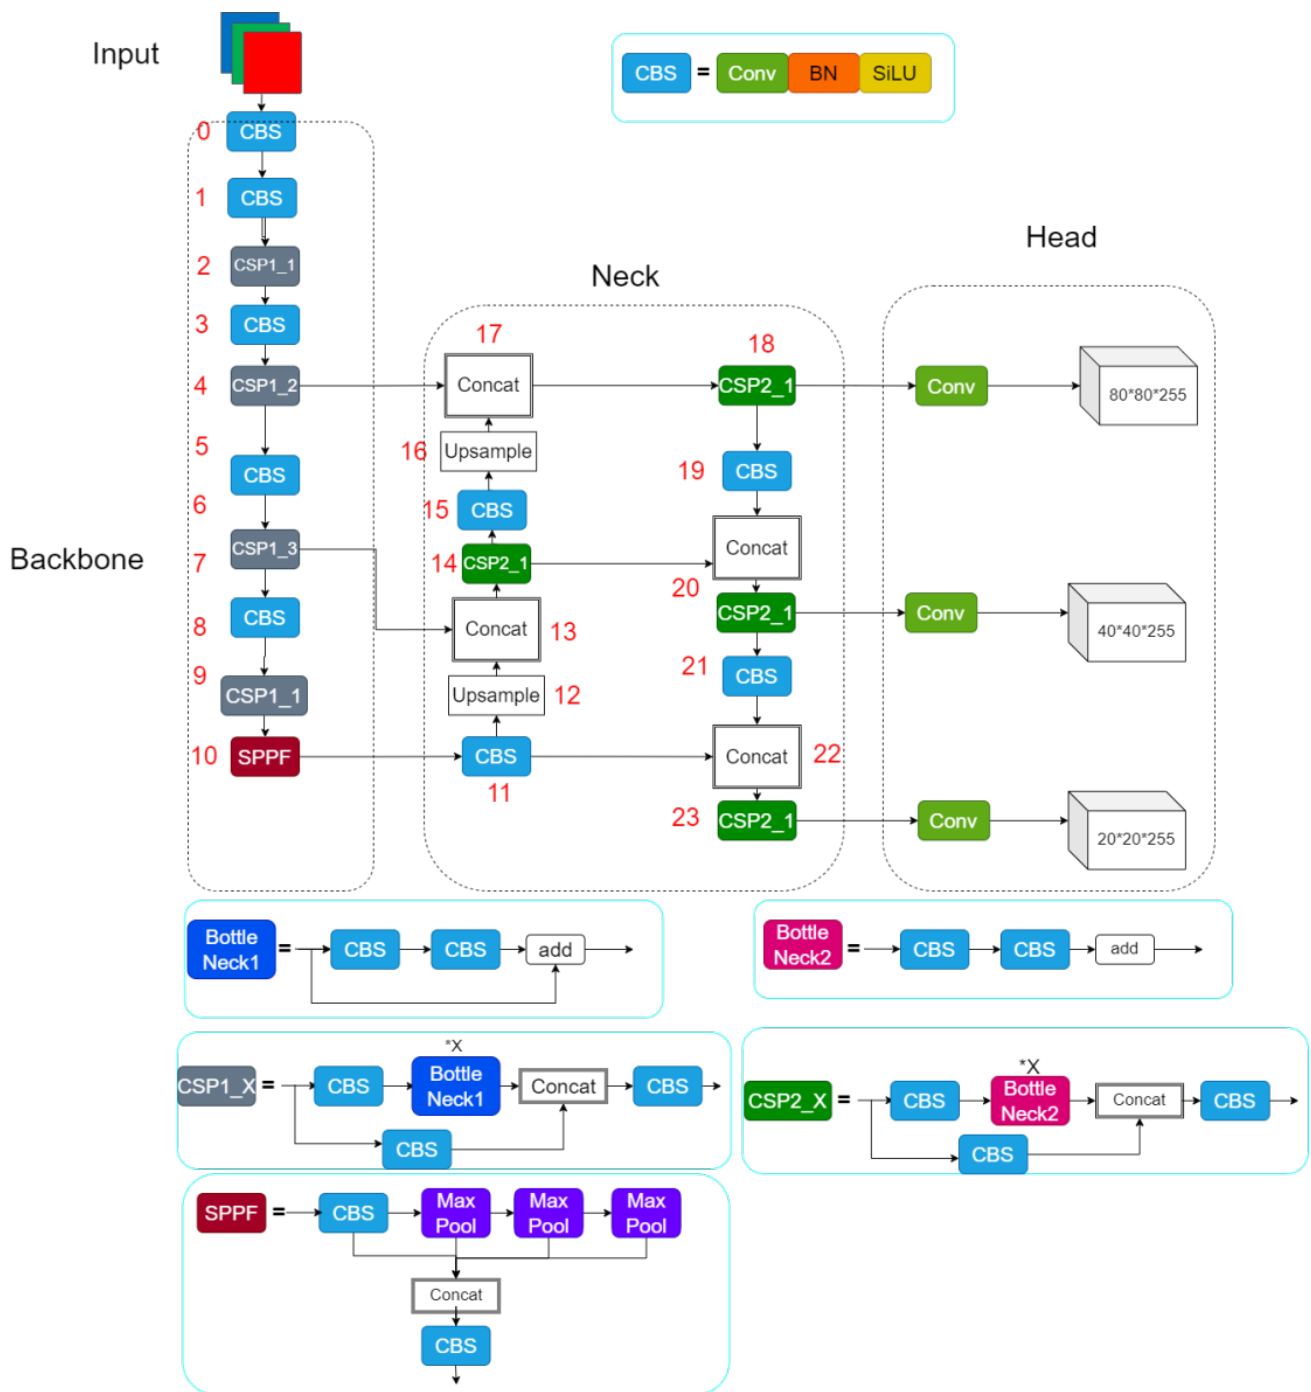 Input
CBS = Conv BN SiLU
0 CBS
1 CBS
2 CSP1_1
3 CBS
4 CSP1_2
5
CBS
6
CSP1_3
7
8 CBS
9
CSP1_1
10 SPPF
Backbone
Neck
17
Concat
16 Upsample
15 CBS
14 CSP2_1
Concat 13
Upsample 12
CBS
11
18
CSP2_1
19 CBS
Concat
20
CSP2_1
21 CBS
Concat 22
23 CSP2_1
Head
Conv 80*80*255
Conv 40*40*255
Conv 20*20*255
Bottle
Neck1
= CBS CBS add
Bottle
Neck2
= CBS CBS add
*X
CSP1_X = CBS Bottle
Neck1
Concat CBS
CBS
*X
CSP2_X = CBS Bottle
Neck2
Concat CBS
CBS
SPPF = CBS Max
Pool
Max
Pool
Max
Pool
Concat
CBS